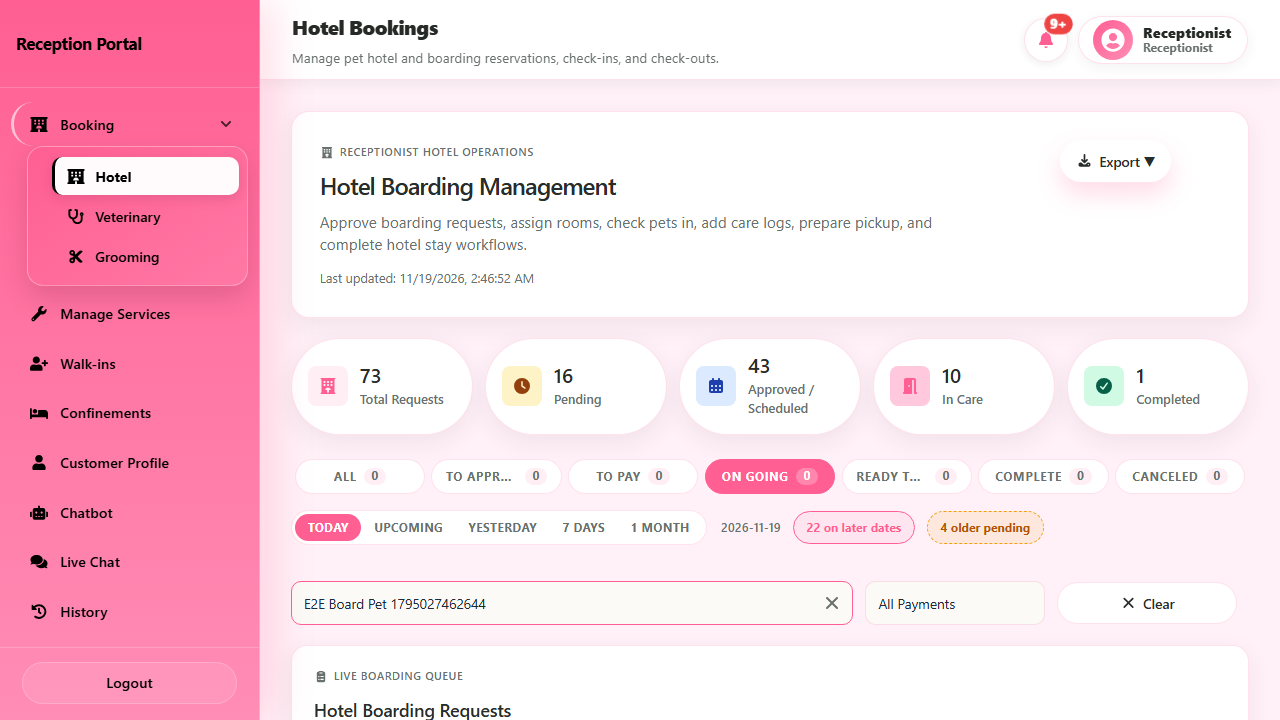 Reception Portal
Booking
Hotel
Veterinary
Grooming
Manage Services
Walk-ins
Confinements
Customer Profile
Chatbot
Live Chat
History
Logout
Hotel Bookings
Manage pet hotel and boarding reservations, check-ins, and check-outs.
9+
Receptionist
Receptionist
RECEPTIONIST HOTEL OPERATIONS
Hotel Boarding Management
Approve boarding requests, assign rooms, check pets in, add care logs, prepare pickup, and
complete hotel stay workflows.
Last updated: 11/19/2026, 2:46:52 AM
Export ▼
73
Total Requests
16
Pending
43
Approved /
Scheduled
10
In Care
1
Completed
ALL 0
TO APPR... 0
TO PAY 0
ON GOING 0
READY T... 0
COMPLETE 0
CANCELED 0
TODAY UPCOMING YESTERDAY 7 DAYS 1 MONTH 2026-11-19 22 on later dates 4 older pending
E2E Board Pet 1795027462644
All Payments
Clear
LIVE BOARDING QUEUE
Hotel Boarding Requests